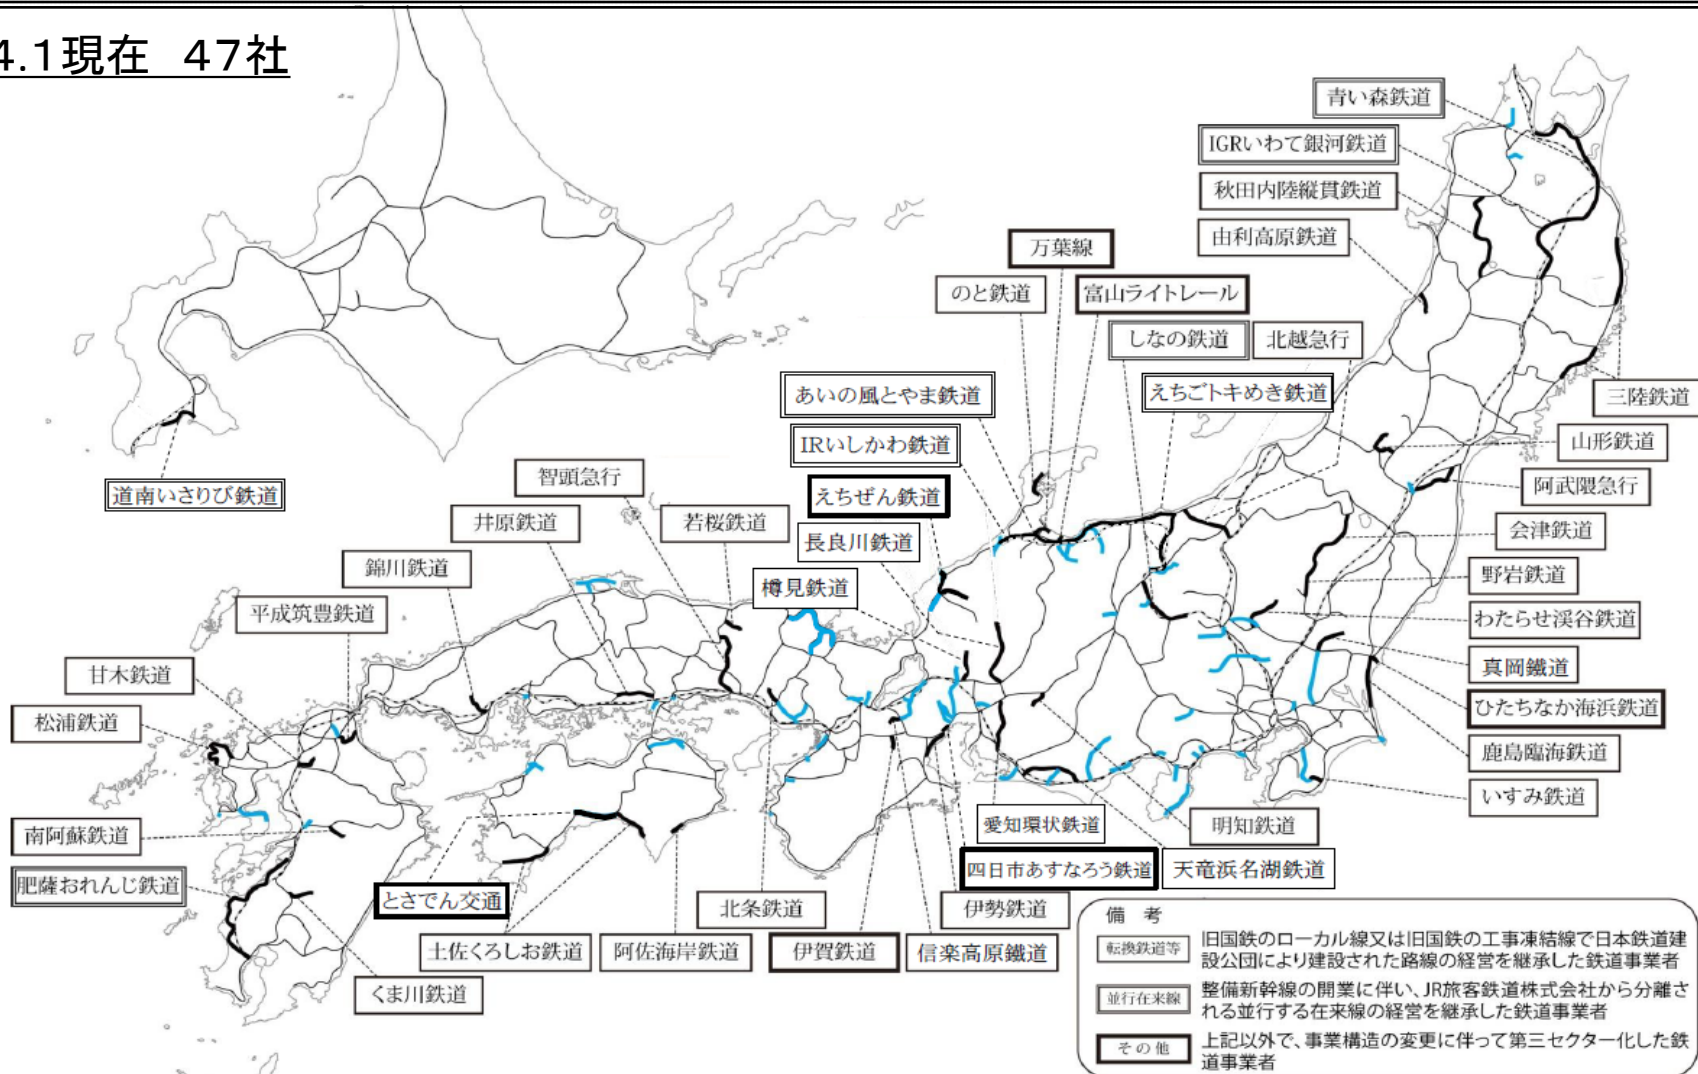 4.1現在 47社
青い森鉄道
IGRいわて銀河鉄道
秋田内陸縦貫鉄道
由利高原鉄道
万葉線
のと鉄道
富山ライトレール
しなの鉄道
北越急行
あいの風とやま鉄道
えちごトキめき鉄道
三陸鉄道
IRいしかわ鉄道
山形鉄道
智頭急行
えちぜん鉄道
阿武隈急行
道南いさりび鉄道
井原鉄道
若桜鉄道
長良川鉄道
会津鉄道
錦川鉄道
樽見鉄道
野岩鉄道
平成筑豊鉄道
わたらせ渓谷鉄道
甘木鉄道
真岡鐵道
松浦鉄道
ひたちなか海浜鉄道
鹿島臨海鉄道
いすみ鉄道
南阿蘇鉄道
愛知環状鉄道
明知鉄道
肥薩おれんじ鉄道
四日市あすなろう鉄道
天竜浜名湖鉄道
とさでん交通
北条鉄道
伊勢鉄道
土佐くろしお鉄道
阿佐海岸鉄道
伊賀鉄道
信楽高原鐵道
くま川鉄道
備 考
転換鉄道等
旧国鉄のローカル線又は旧国鉄の工事凍結線で日本鉄道建
設公団により建設された路線の経営を継承した鉄道事業者
並行在来線
整備新幹線の開業に伴い、JR旅客鉄道株式会社から分離さ
れる並行する在来線の経営を継承した鉄道事業者
その他
上記以外で、事業構造の変更に伴って第三セクター化した鉄
道事業者